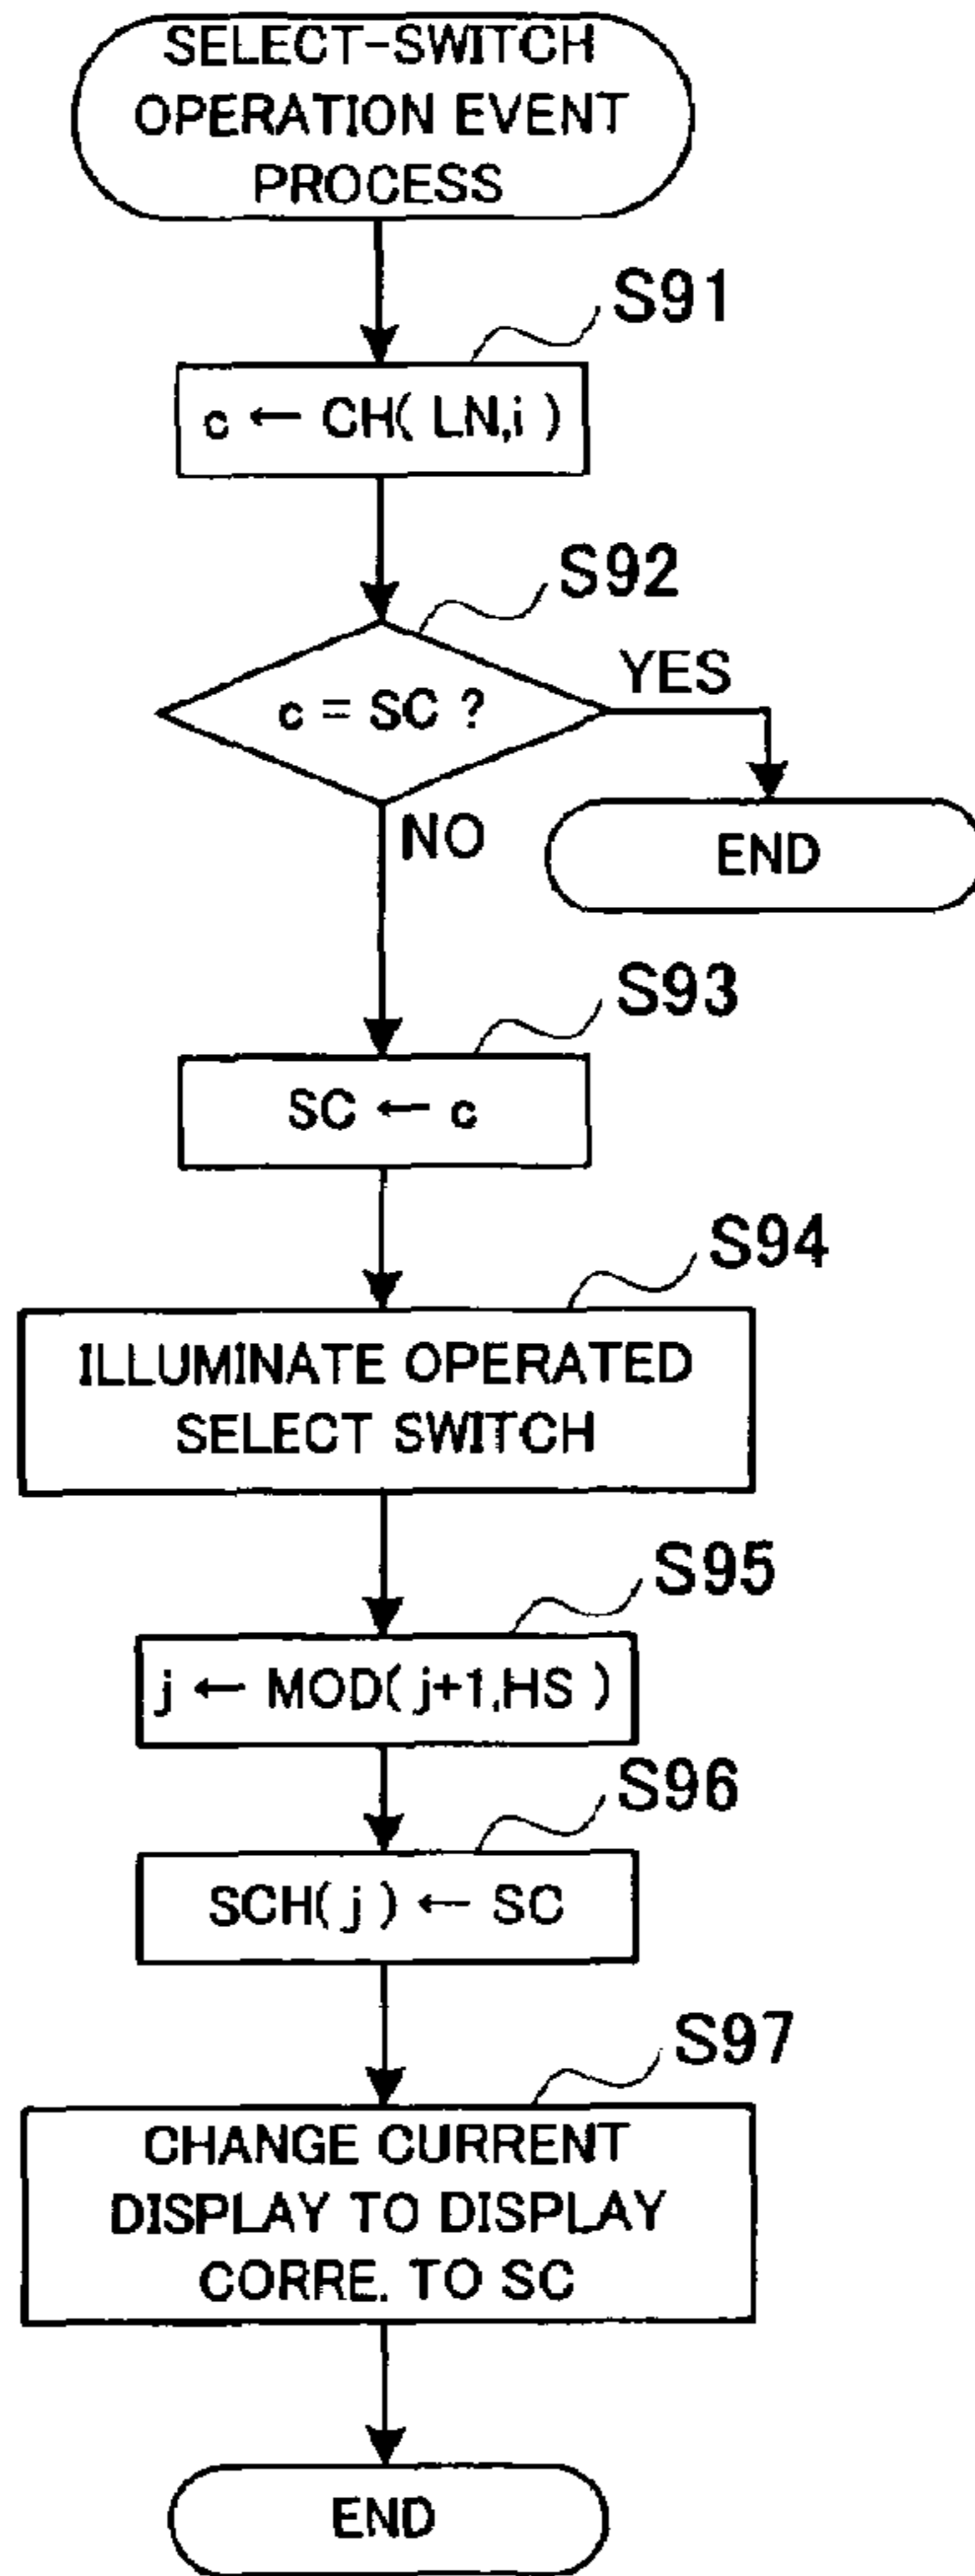 SELECT-SWITCH
OPERATION EVENT
PROCESS
S91
c ← CH( LN,i )
S92
c = SC ?
YES
END
NO
S93
SC ← c
S94
ILLUMINATE OPERATED
SELECT SWITCH
S95
j ← MOD( j+1,HS )
S96
SCH( j ) ← SC
S97
CHANGE CURRENT
DISPLAY TO DISPLAY
CORRE. TO SC
END